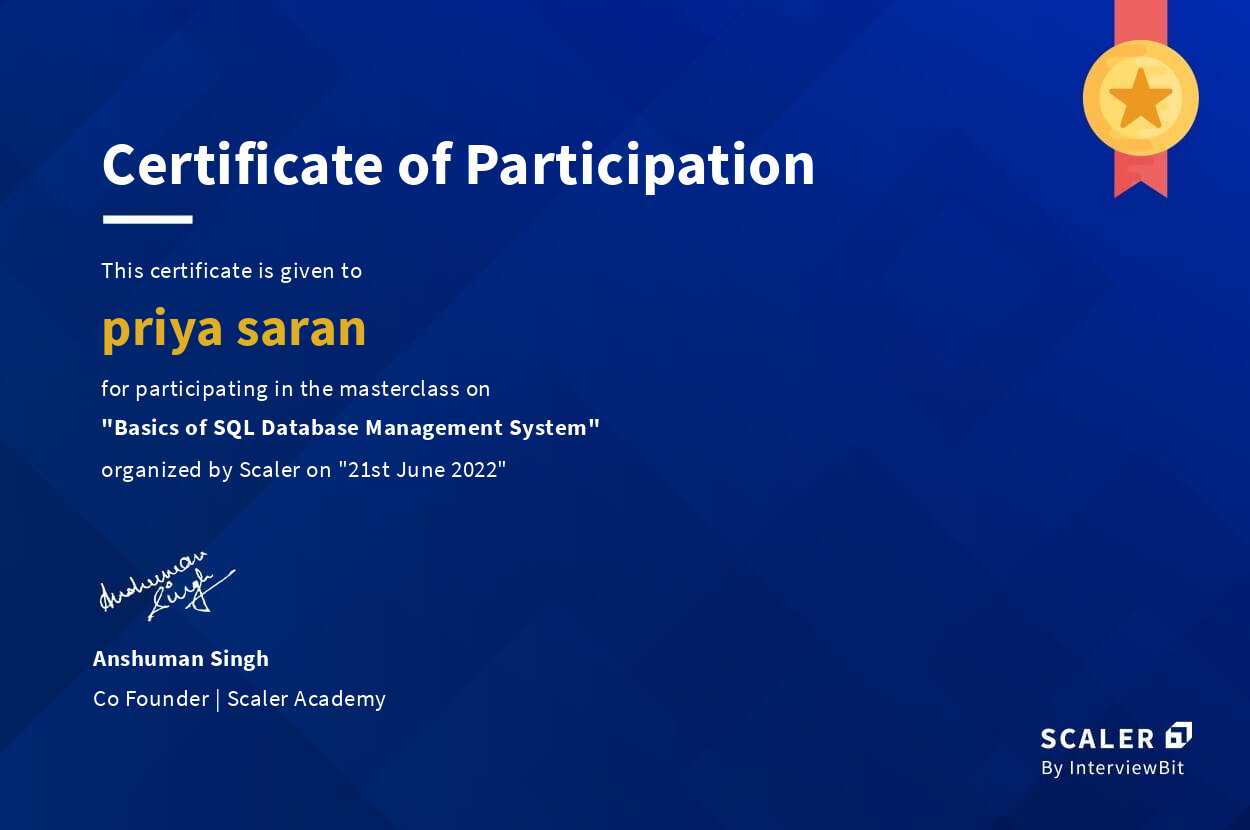 Certificate of Participation
This certificate is given to
priya saran
for participating in the masterclass on
"Basics of SQL Database Management System"
organized by Scaler on "21st June 2022"
Anshuman
Singh
Anshuman Singh
Co Founder | Scaler Academy
SCALER
By InterviewBit